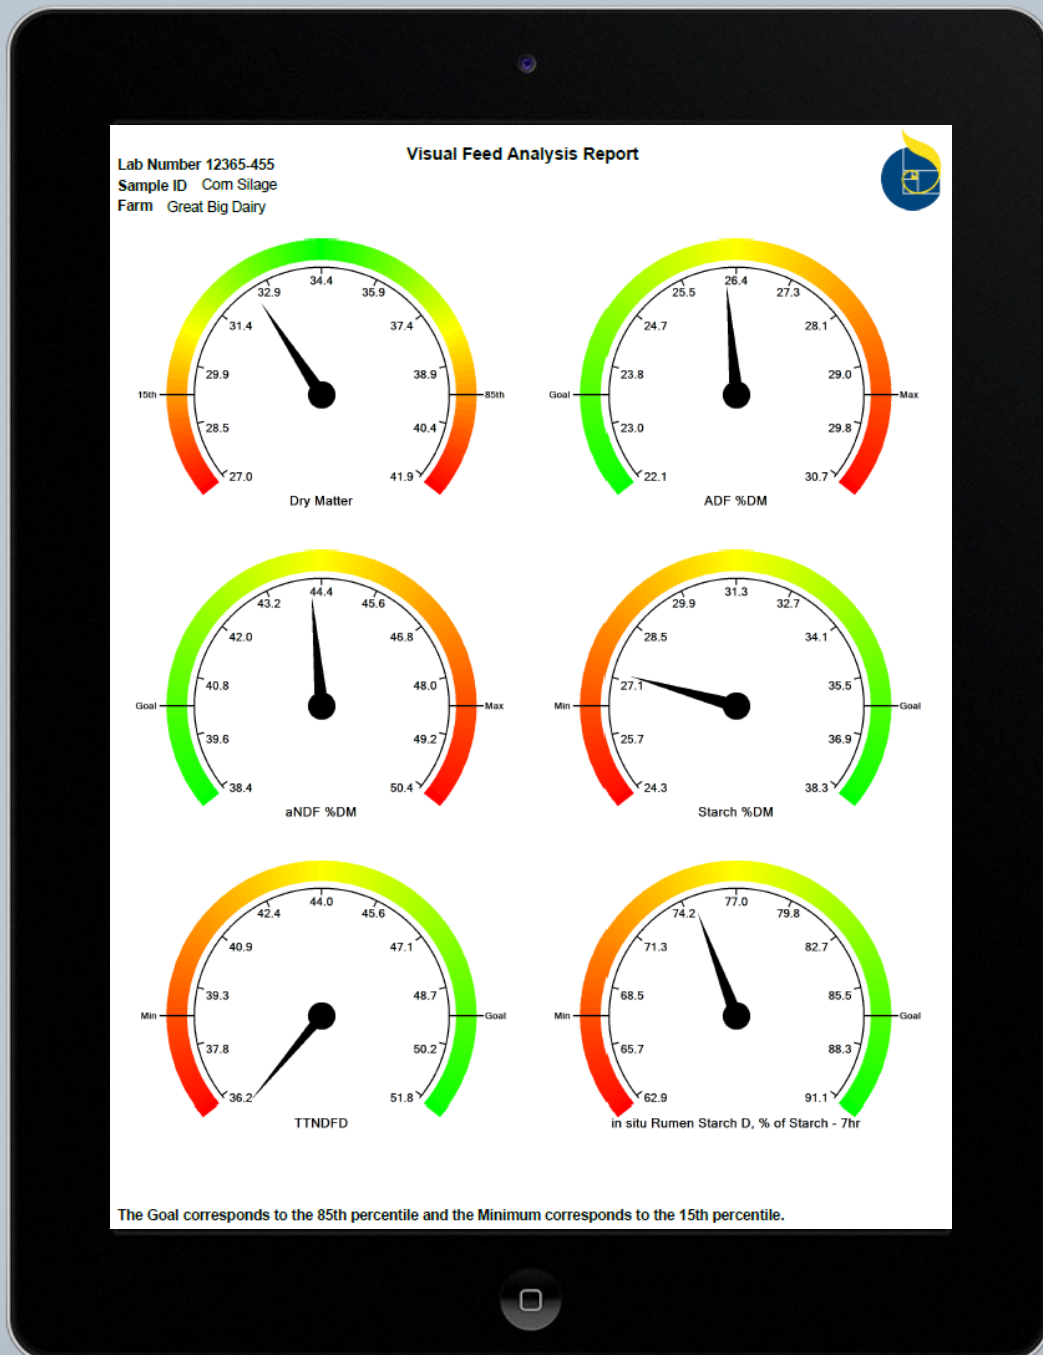 Visual Feed Analysis Report
Lab Number 12365-455
Sample ID Corn Silage
Farm Great Big Dairy
34.4
32.9 35.9
31.4 37.4
29.9 38.9
15th 85th
28.5 40.4
27.0 41.9
Dry Matter
26.4
25.5 27.3
24.7 28.1
23.8 29.0
Goal Max
23.0 29.8
22.1 30.7
ADF %DM
44.4
43.2 45.6
42.0 46.8
40.8 48.0
Goal Max
39.6 49.2
38.4 50.4
aNDF %DM
31.3
29.9 32.7
28.5 34.1
27.1 35.5
Min Goal
25.7 36.9
24.3 38.3
Starch %DM
44.0
42.4 45.6
40.9 47.1
39.3 48.7
Min Goal
37.8 50.2
36.2 51.8
TTNDFD
77.0
74.2 79.8
71.3 82.7
68.5 85.5
Min Goal
65.7 88.3
62.9 91.1
in situ Rumen Starch D, % of Starch - 7hr
The Goal corresponds to the 85th percentile and the Minimum corresponds to the 15th percentile.